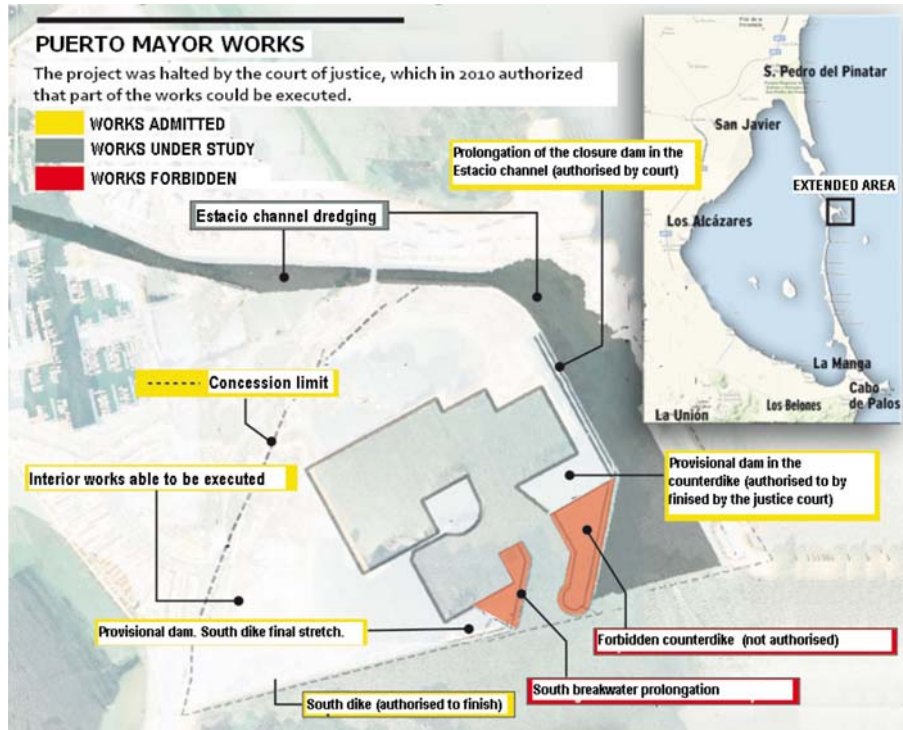 PUERTO MAYOR WORKS
The project was halted by the court of justice, which in 2010 authorized
that part of the works could be executed.
WORKS ADMITTED
WORKS UNDER STUDY
WORKS FORBIDDEN
Prolongation of the closure dam in the
Estacio channel (authorised by court)
Estacio channel dredging
Concession limit
Interior works able to be executed
Provisional dam in the
counterdike (authorised to by
finised by the justice court)
Provisional dam. South dike final stretch.
Forbidden counterdike (not authorised)
South breakwater prolongation
South dike (authorised to finish)
S. Pedro del Pinatar
San Javier
EXTENDED AREA
Los Alcázares
La Manga
Cabo
de Palos
La Unión
Los Belones